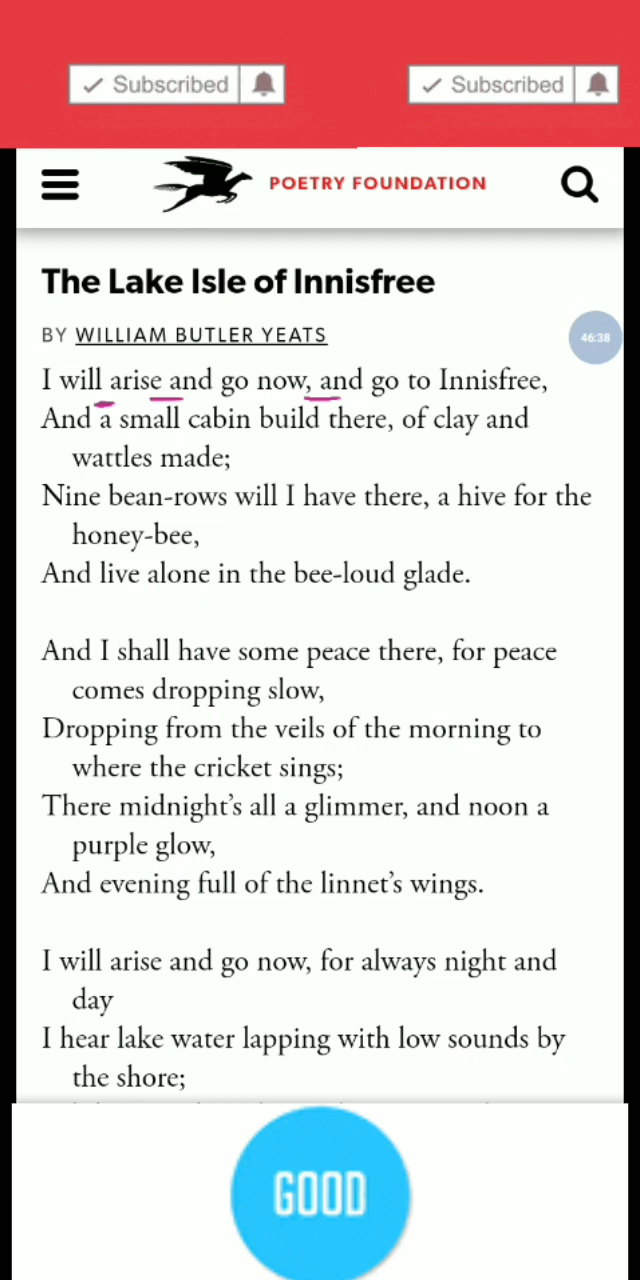 Subscribed
Subscribed
POETRY FOUNDATION
The Lake Isle of Innisfree
BY WILLIAM BUTLER YEATS
46:38
I will arise and go now, and go to Innisfree,
And a small cabin build there, of clay and
wattles made;
Nine bean-rows will I have there, a hive for the
honey-bee,
And live alone in the bee-loud glade.
And I shall have some peace there, for peace
comes dropping slow,
Dropping from the veils of the morning to
where the cricket sings;
There midnight’s all a glimmer, and noon a
purple glow,
And evening full of the linnet’s wings.
I will arise and go now, for always night and
day
I hear lake water lapping with low sounds by
the shore;
GOOD